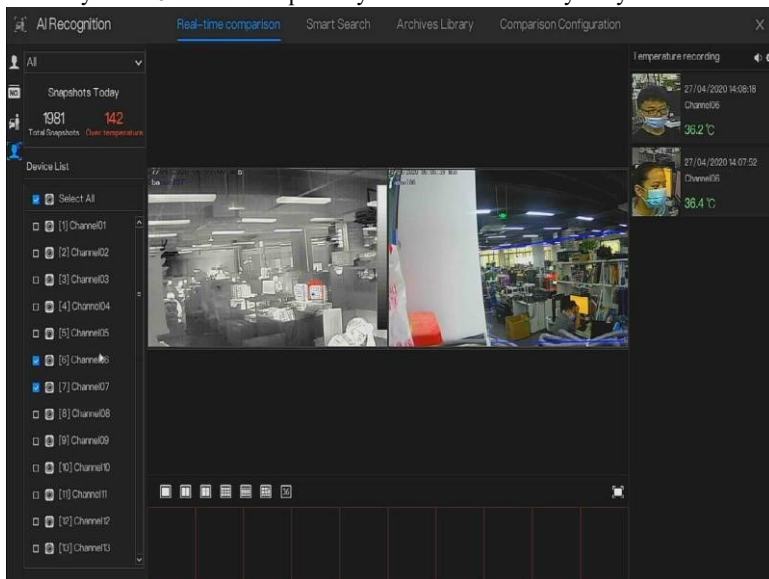 AI Recognition
Real-time comparison
Smart Search
Archives Library
Comparison Configuration
X
All
Snapshots Today
1981
142
Total Snapshots
Over temperature
Device List
Select All
[1] Channel01
[2] Channel02
[3] Channel03
[4] Channel04
[5] Channel05
[6] Channel06
[7] Channel07
[8] Channel08
[9] Channel09
[10] Channel10
[11] Channel11
[12] Channel12
[13] Channel13
NG
36
Temperature recording
27/04/2020 14:08:18
Channel06
36.2 °C
27/04/2020 14:07:52
Channel06
36.4 °C